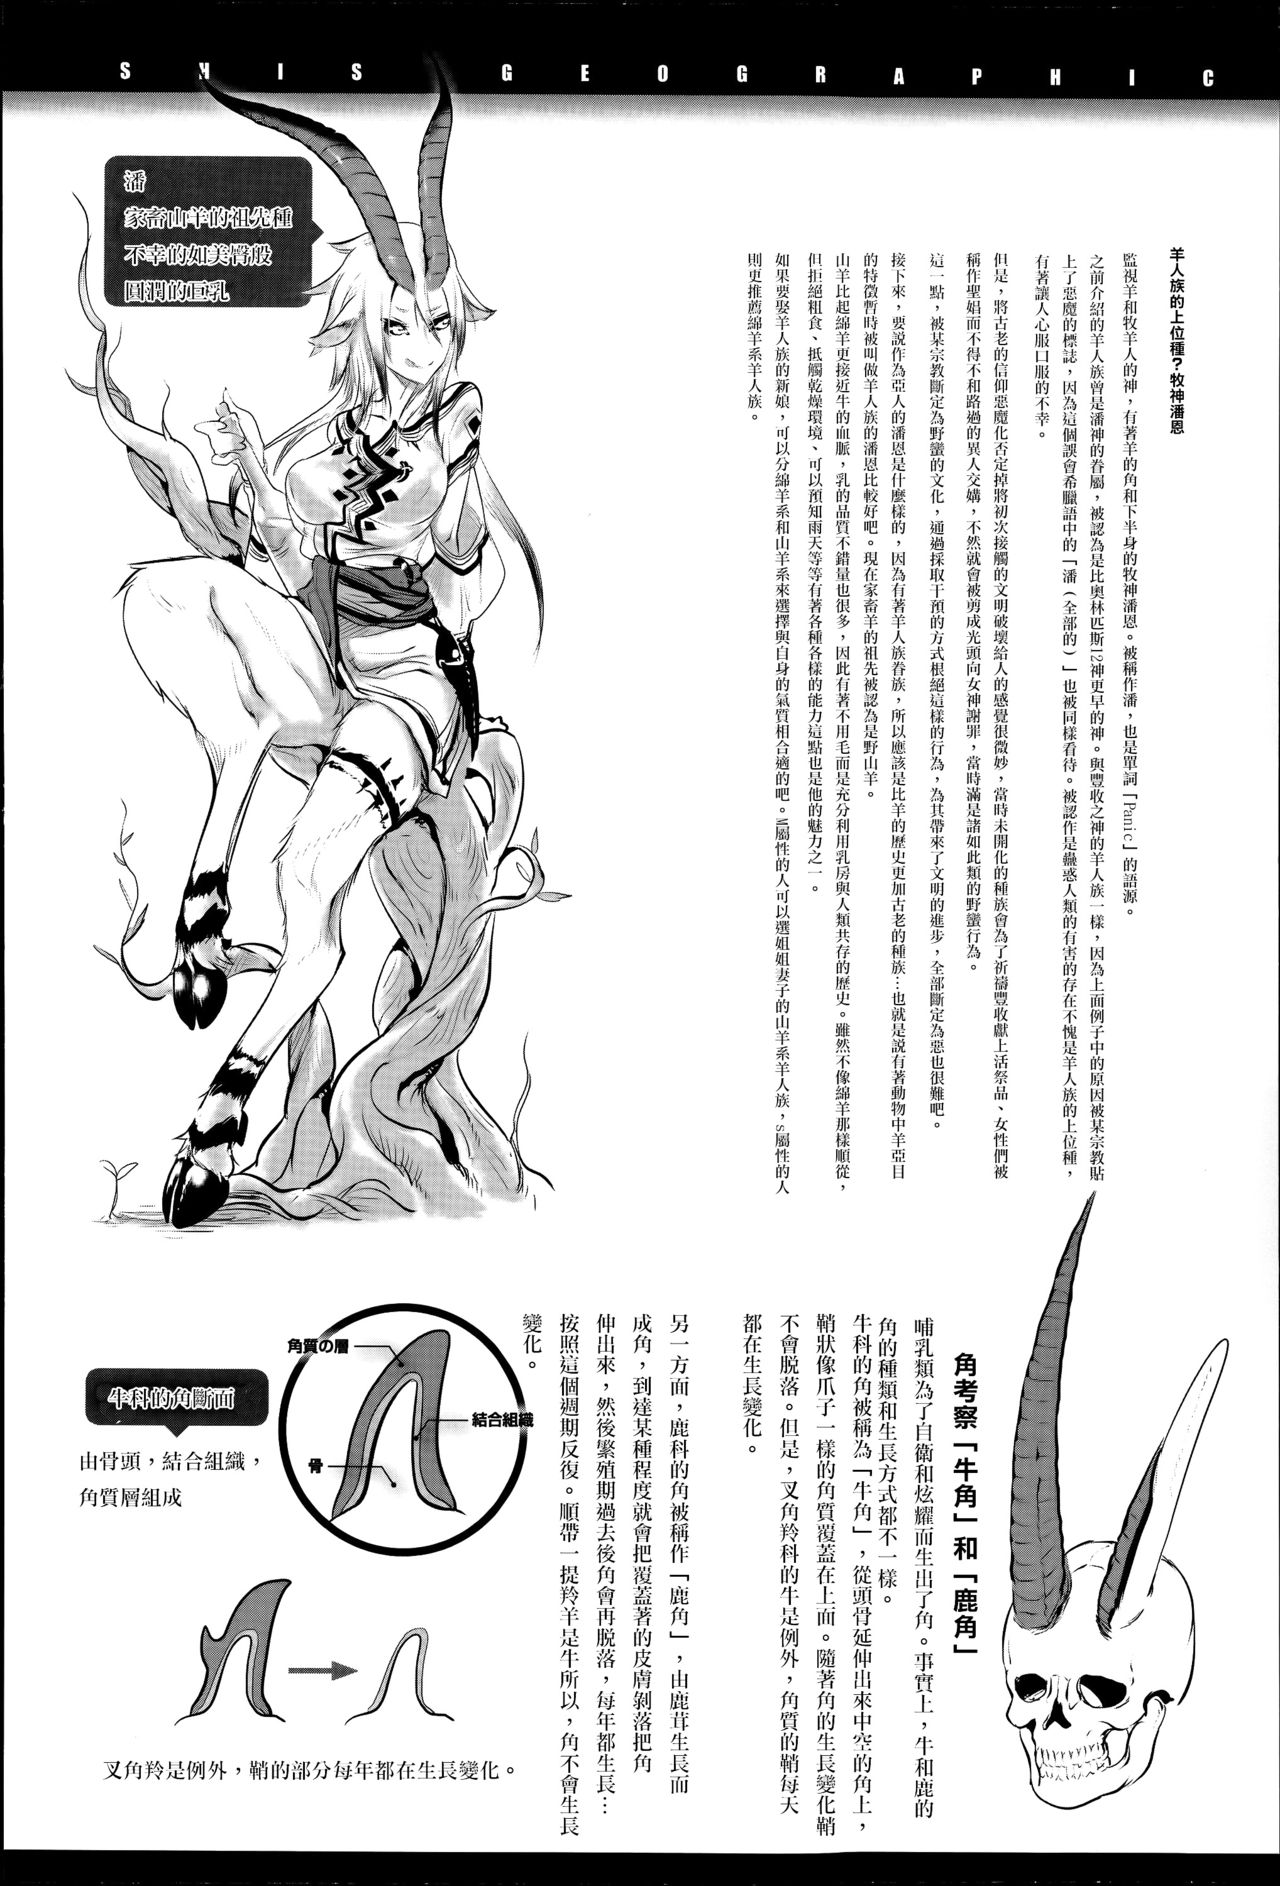 SHIS GEOGRAPHIC
羊人族的上位種？牧神潘恩
監視羊和牧羊人的神，有著羊的角和下半身的牧神潘恩。被稱作潘，也是單詞「Panic」的語源。
之前介紹的羊人族曾是潘神的眷屬，被認為是比奧林匹斯12神更早的神。與豐收之神的羊人族一樣，因為上面例子中的原因被某宗教貼
上了惡魔的標誌，因為這個誤會希臘語中的「潘（全部的）」也被同樣看待。被認作是蠱惑人類的有害的存在不愧是羊人族的上位種，
有著讓人心服口服的不幸。
但是，將古老的信仰惡魔化否定掉將初次接觸的文明破壞給人的感覺很微妙，當時未開化的種族會為了祈禱豐收獻上活祭品、女性們被
稱作聖娼而不得不和路過的異人交媾，不然就會被剪成光頭向女神謝罪，當時滿是諸如此類的野蠻行為。
這一點，被某宗教斷定為野蠻的文化，通過採取干預的方式根絕這樣的行為，為其帶來了文明的進步，全部斷定為惡也很難吧。
接下來，要說作為亞人的潘恩是什麼樣的，因為有著羊人族眷族，所以應該是比羊的歷史更加古老的種族…也就是說有著動物中羊亞目
的特徵暫時被叫做羊人族的潘恩比較好吧。現在家畜羊的祖先被認為是野山羊。
山羊比起綿羊更接近牛的血脈，乳的品質不錯量也很多，因此有著不用毛而是充分利用乳房與人類共存的歷史。雖然不像綿羊那樣順從，
但拒絕粗食、抵觸乾燥環境、可以預知雨天等等有著各種各樣的能力這點也是他的魅力之一。
如果要娶羊人族的新娘，可以分綿羊系和山羊系來選擇與自身的氣質相合適的吧。M屬性的人可以選姐姐妻子的山羊系羊人族，S屬性的人
則更推薦綿羊系羊人族。
潘
家畜山羊的祖先種
不幸的如美臀般
圓潤的巨乳
角考察「牛角」和「鹿角」
哺乳類為了自衛和炫耀而生出了角。事實上，牛和鹿的
角的種類和生長方式都不一樣。
牛科的角被稱為「牛角」，從頭骨延伸出來中空的角上，
鞘狀像爪子一樣的角質覆蓋在上面。隨著角的生長變化鞘
不會脫落。但是，叉角羚科的牛是例外，角質的鞘每天
都在生長變化。
另一方面，鹿科的角被稱作「鹿角」，由鹿茸生長而
成角，到達某種程度就會把覆蓋著的皮膚剝落把角
伸出來，然後繁殖期過去後角會再脫落，每年都生長…
按照這個週期反復。順帶一提羚羊是牛所以，角不會生長
變化。
角質の層
結合組織
骨
牛科的角斷面
由骨頭，結合組織，
角質層組成
叉角羚是例外，鞘的部分每年都在生長變化。